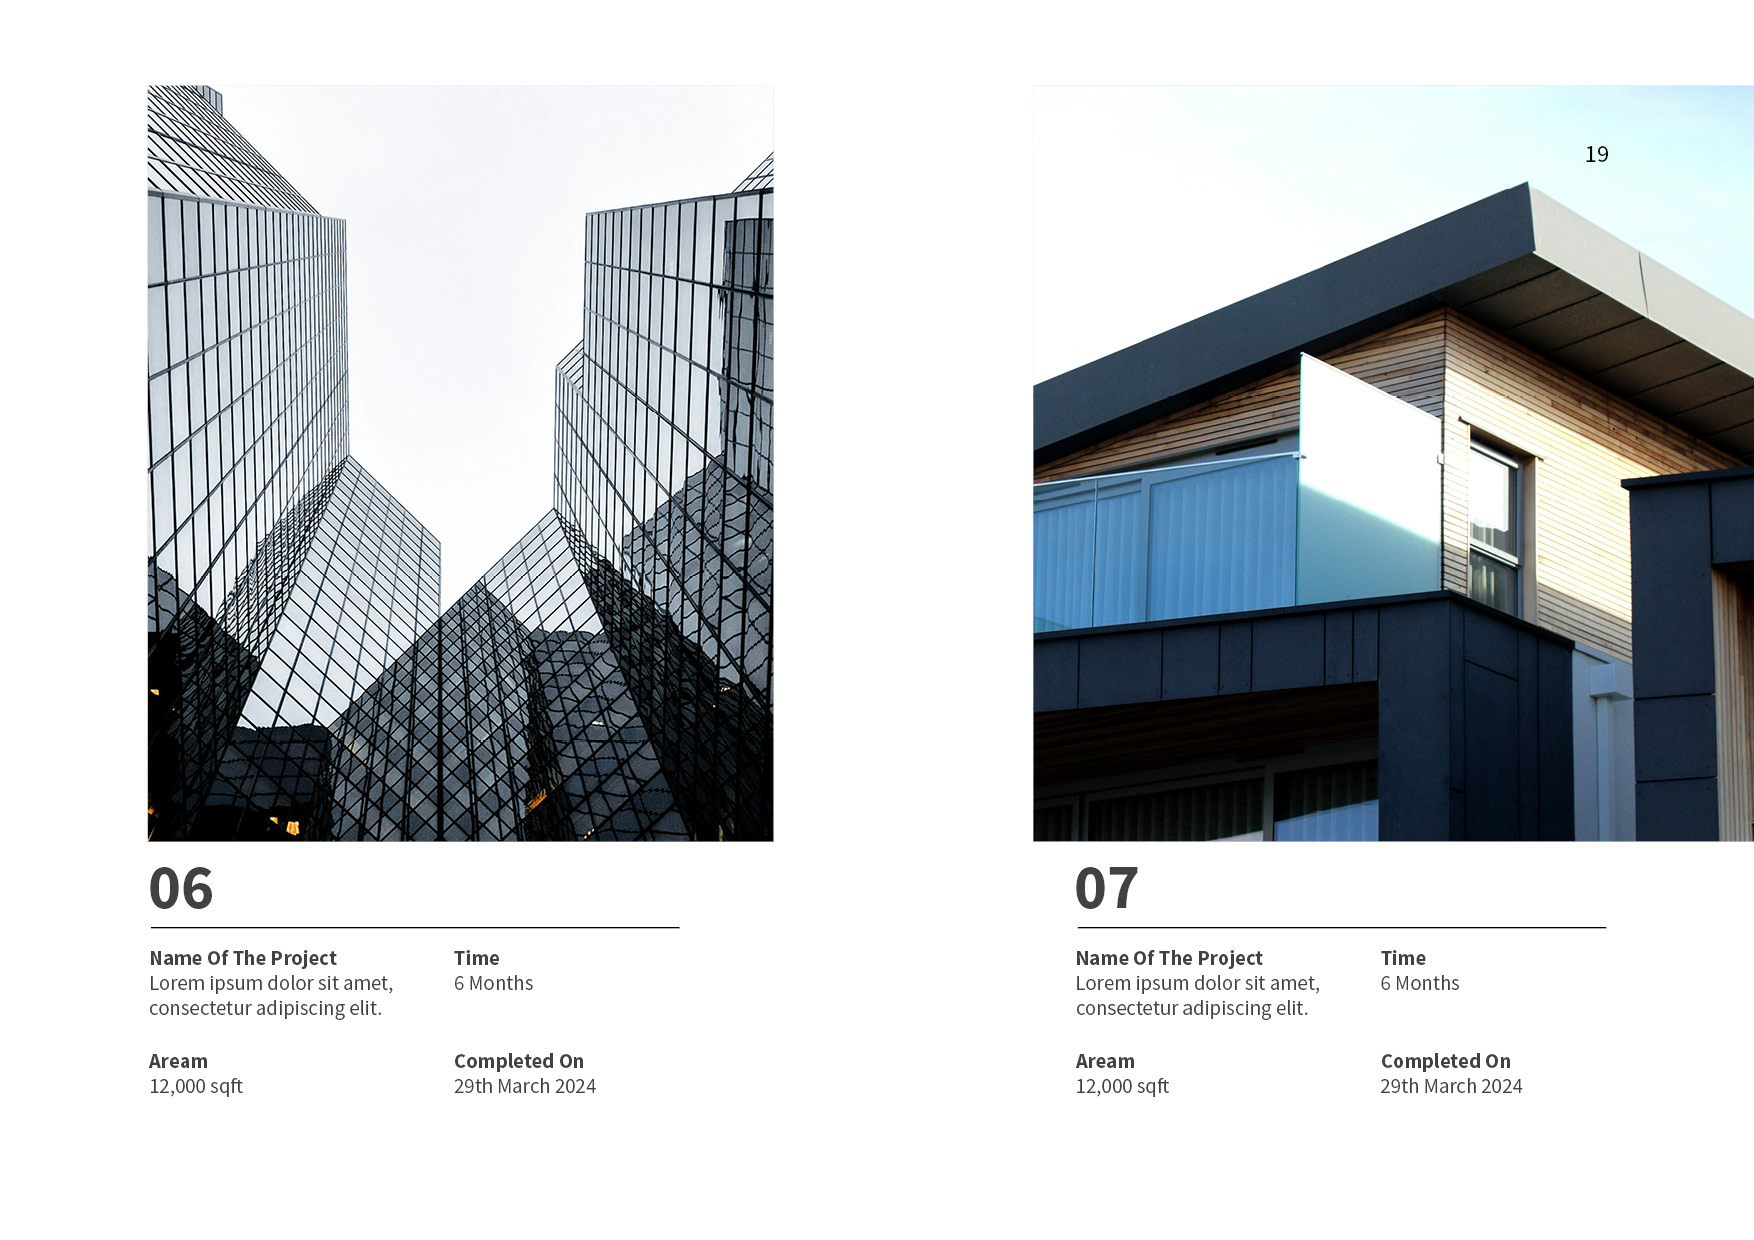 19
06
Name Of The Project
Lorem ipsum dolor sit amet,
consectetur adipiscing elit.
Time
6 Months
Aream
12,000 sqft
Completed On
29th March 2024
07
Name Of The Project
Lorem ipsum dolor sit amet,
consectetur adipiscing elit.
Time
6 Months
Aream
12,000 sqft
Completed On
29th March 2024